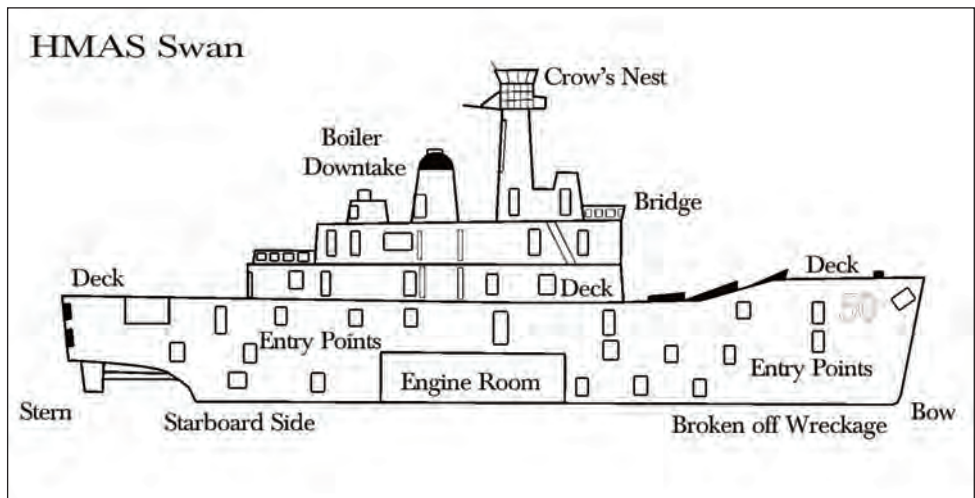 HMAS Swan
Crow's Nest
Boiler
Downtake
Bridge
Deck
Deck
Deck
50
Entry Points
Entry Points
Engine Room
Stern
Starboard Side
Broken off Wreckage
Bow